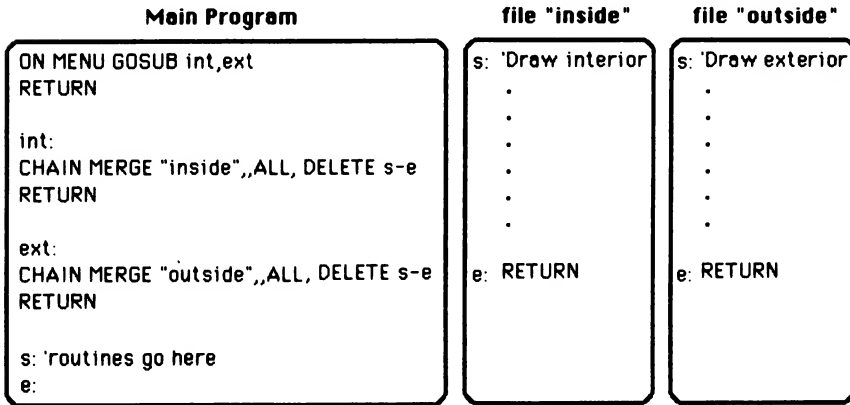 Main Program
ON MENU GOSUB int,ext
RETURN
int:
CHAIN MERGE "inside",,ALL, DELETE s-e
RETURN
ext:
CHAIN MERGE "outside",,ALL, DELETE s-e
RETURN
s: 'routines go here
e:
file "inside"
s: 'Draw interior
.
.
.
.
.
.
e: RETURN
file "outside"
s: 'Draw exterior
.
.
.
.
.
.
e: RETURN